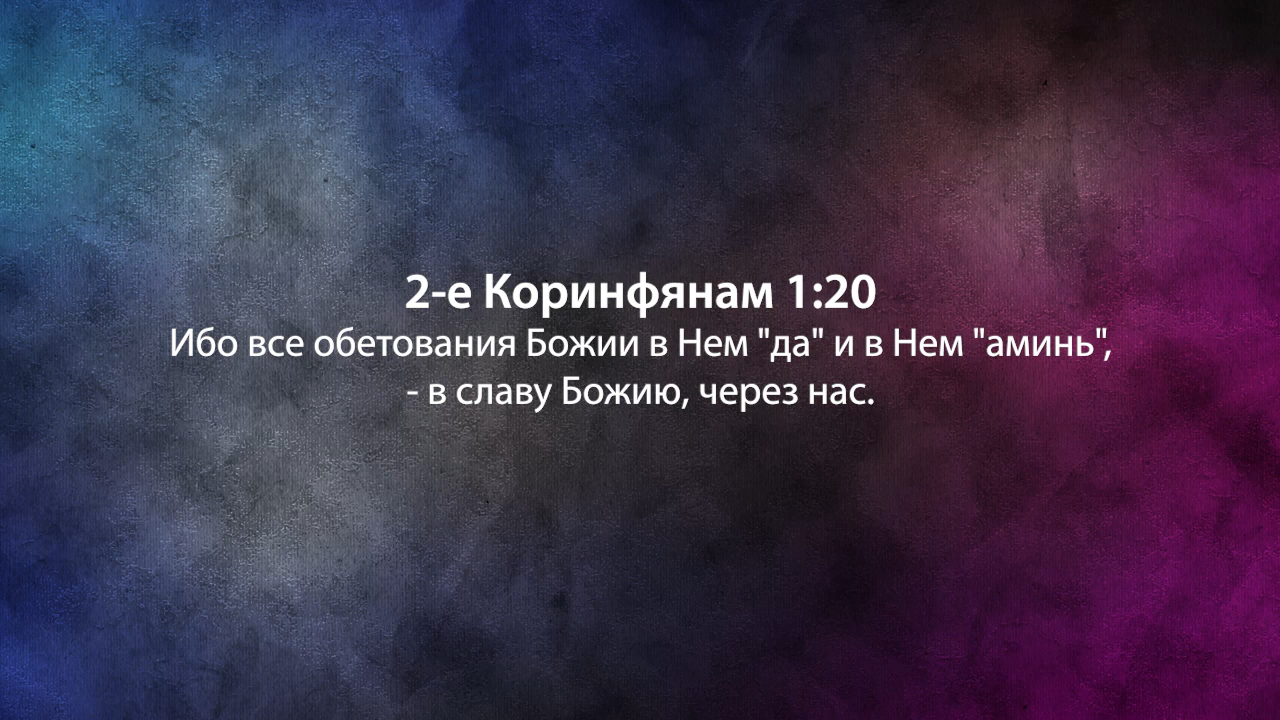 2-е Коринфянам 1:20
Ибо все обетования Божии в Нем "да" и в Нем "аминь",
- в славу Божию, через нас.